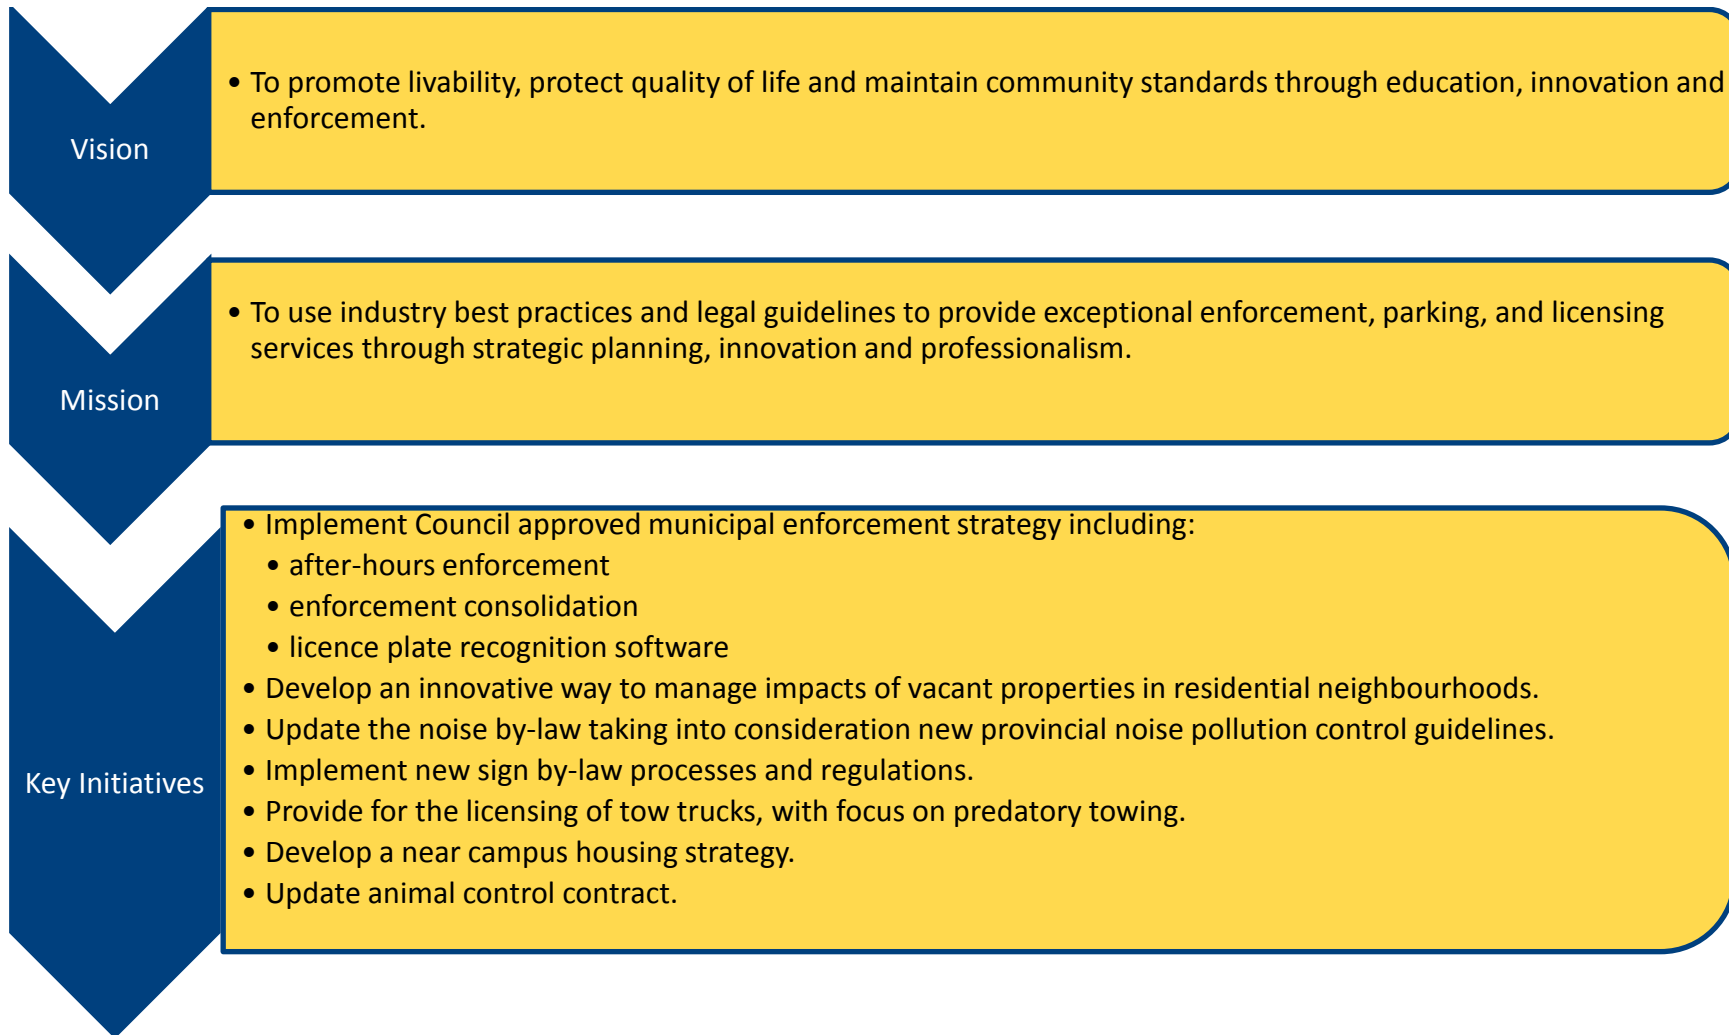 Vision
• To promote livability, protect quality of life and maintain community standards through education, innovation and
enforcement.
Mission
• To use industry best practices and legal guidelines to provide exceptional enforcement, parking, and licensing
services through strategic planning, innovation and professionalism.
Key Initiatives
• Implement Council approved municipal enforcement strategy including:
• after-hours enforcement
• enforcement consolidation
• licence plate recognition software
• Develop an innovative way to manage impacts of vacant properties in residential neighbourhoods.
• Update the noise by-law taking into consideration new provincial noise pollution control guidelines.
• Implement new sign by-law processes and regulations.
• Provide for the licensing of tow trucks, with focus on predatory towing.
• Develop a near campus housing strategy.
• Update animal control contract.